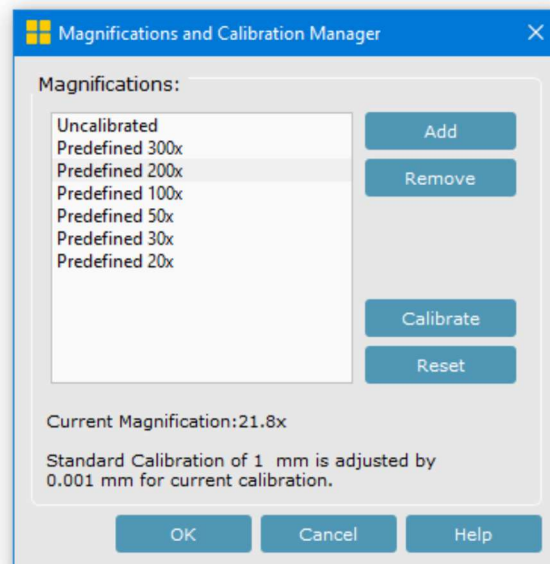 Magnifications and Calibration Manager
Magnifications:
Uncalibrated
Predefined 300x
Predefined 200x
Predefined 100x
Predefined 50x
Predefined 30x
Predefined 20x
Add
Remove
Calibrate
Reset
Current Magnification:21.8x
Standard Calibration of 1 mm is adjusted by
0.001 mm for current calibration.
OK
Cancel
Help